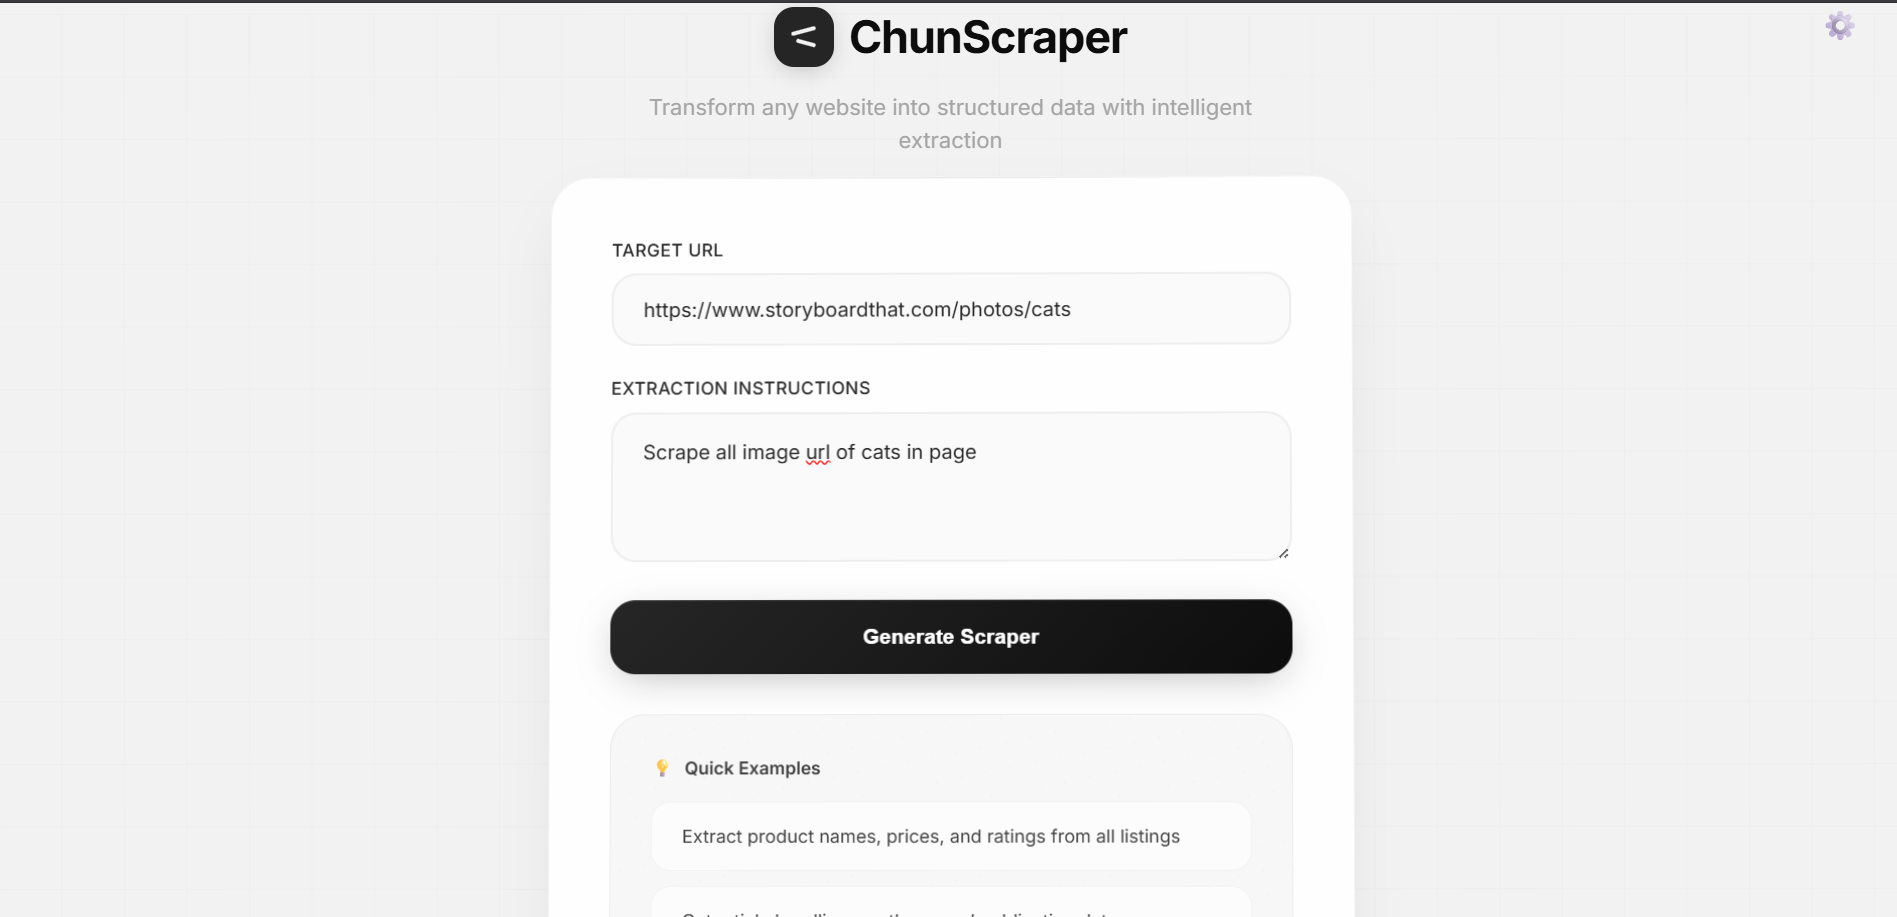 ChunScraper
Transform any website into structured data with intelligent
extraction
TARGET URL
https://www.storyboardthat.com/photos/cats
EXTRACTION INSTRUCTIONS
Scrape all image url of cats in page
Generate Scraper
Quick Examples
Extract product names, prices, and ratings from all listings